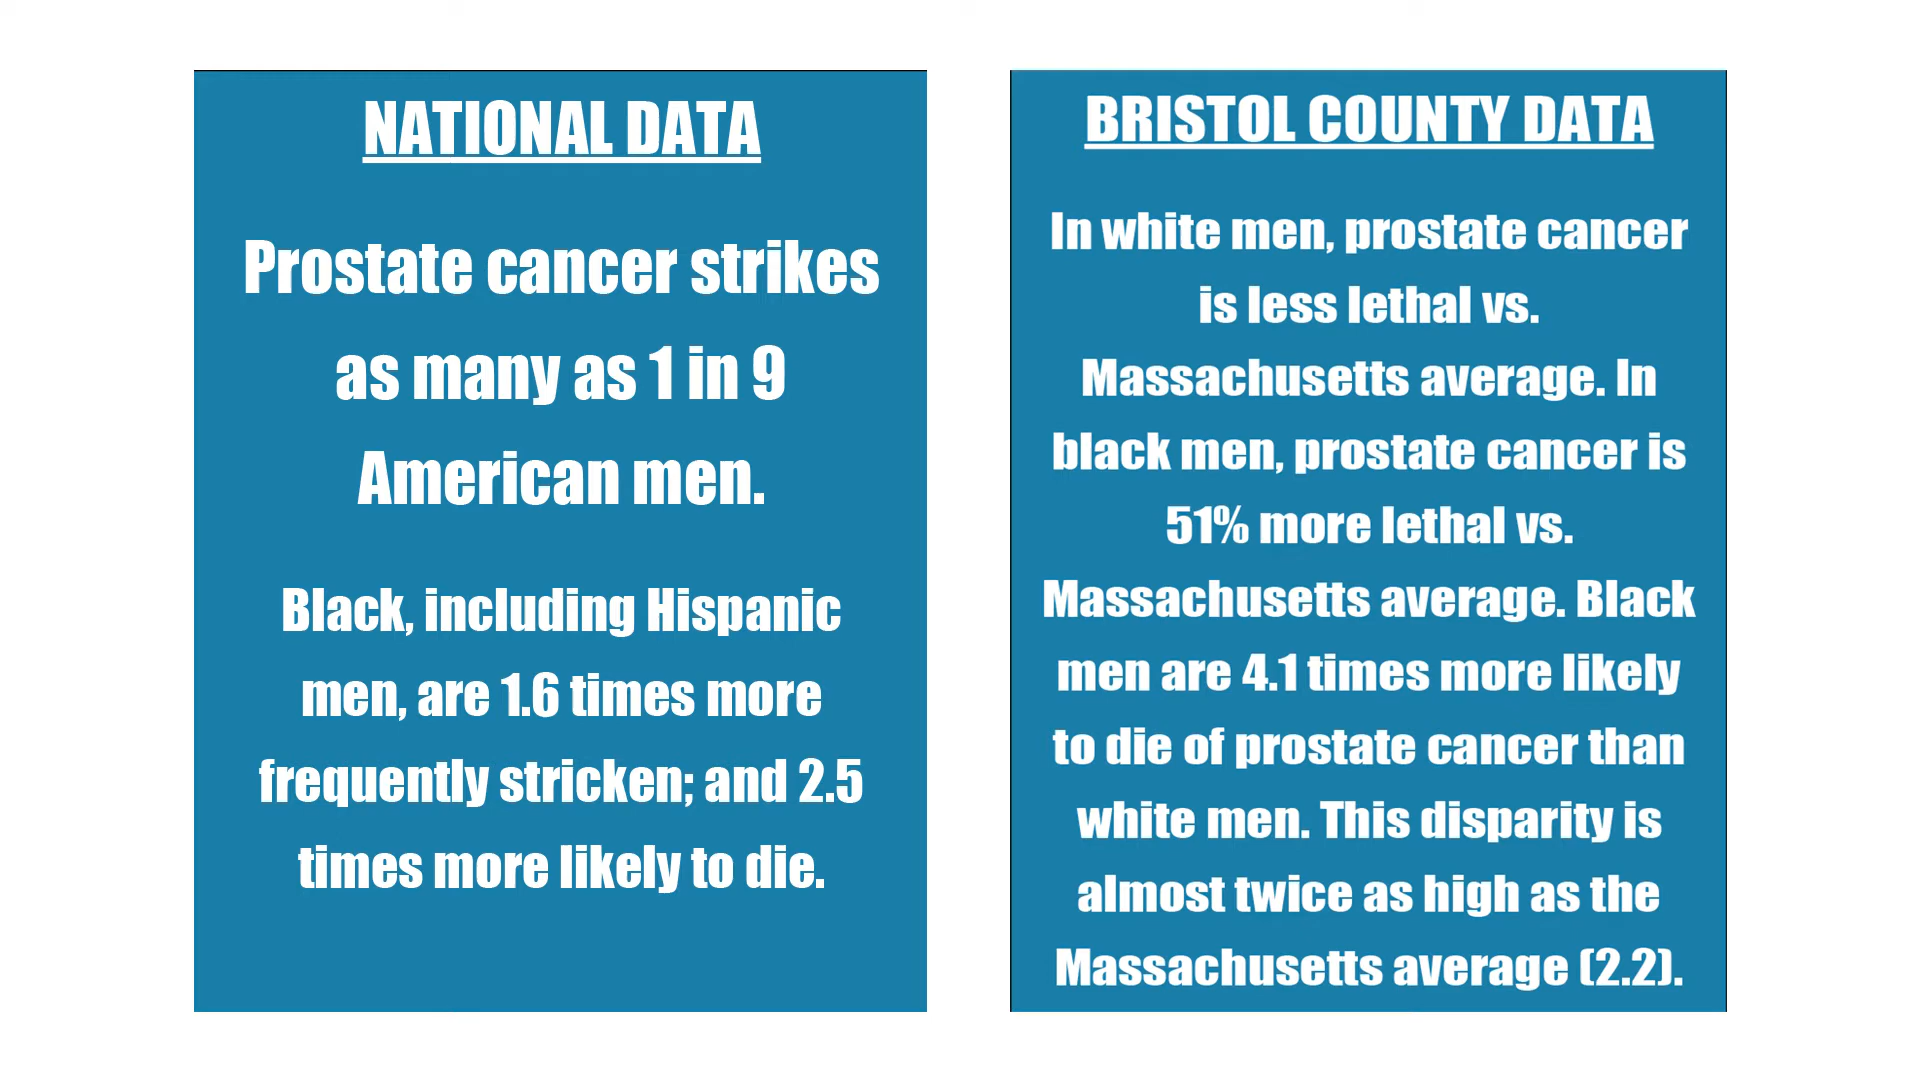 NATIONAL DATA
Prostate cancer strikes
as many as 1 in 9
American men.
Black, including Hispanic
men, are 1.6 times more
frequently stricken; and 2.5
times more likely to die.
BRISTOL COUNTY DATA
In white men, prostate cancer
is less lethal vs.
Massachusetts average. In
black men, prostate cancer is
51% more lethal vs.
Massachusetts average. Black
men are 4.1 times more likely
to die of prostate cancer than
white men. This disparity is
almost twice as high as the
Massachusetts average (2.2).